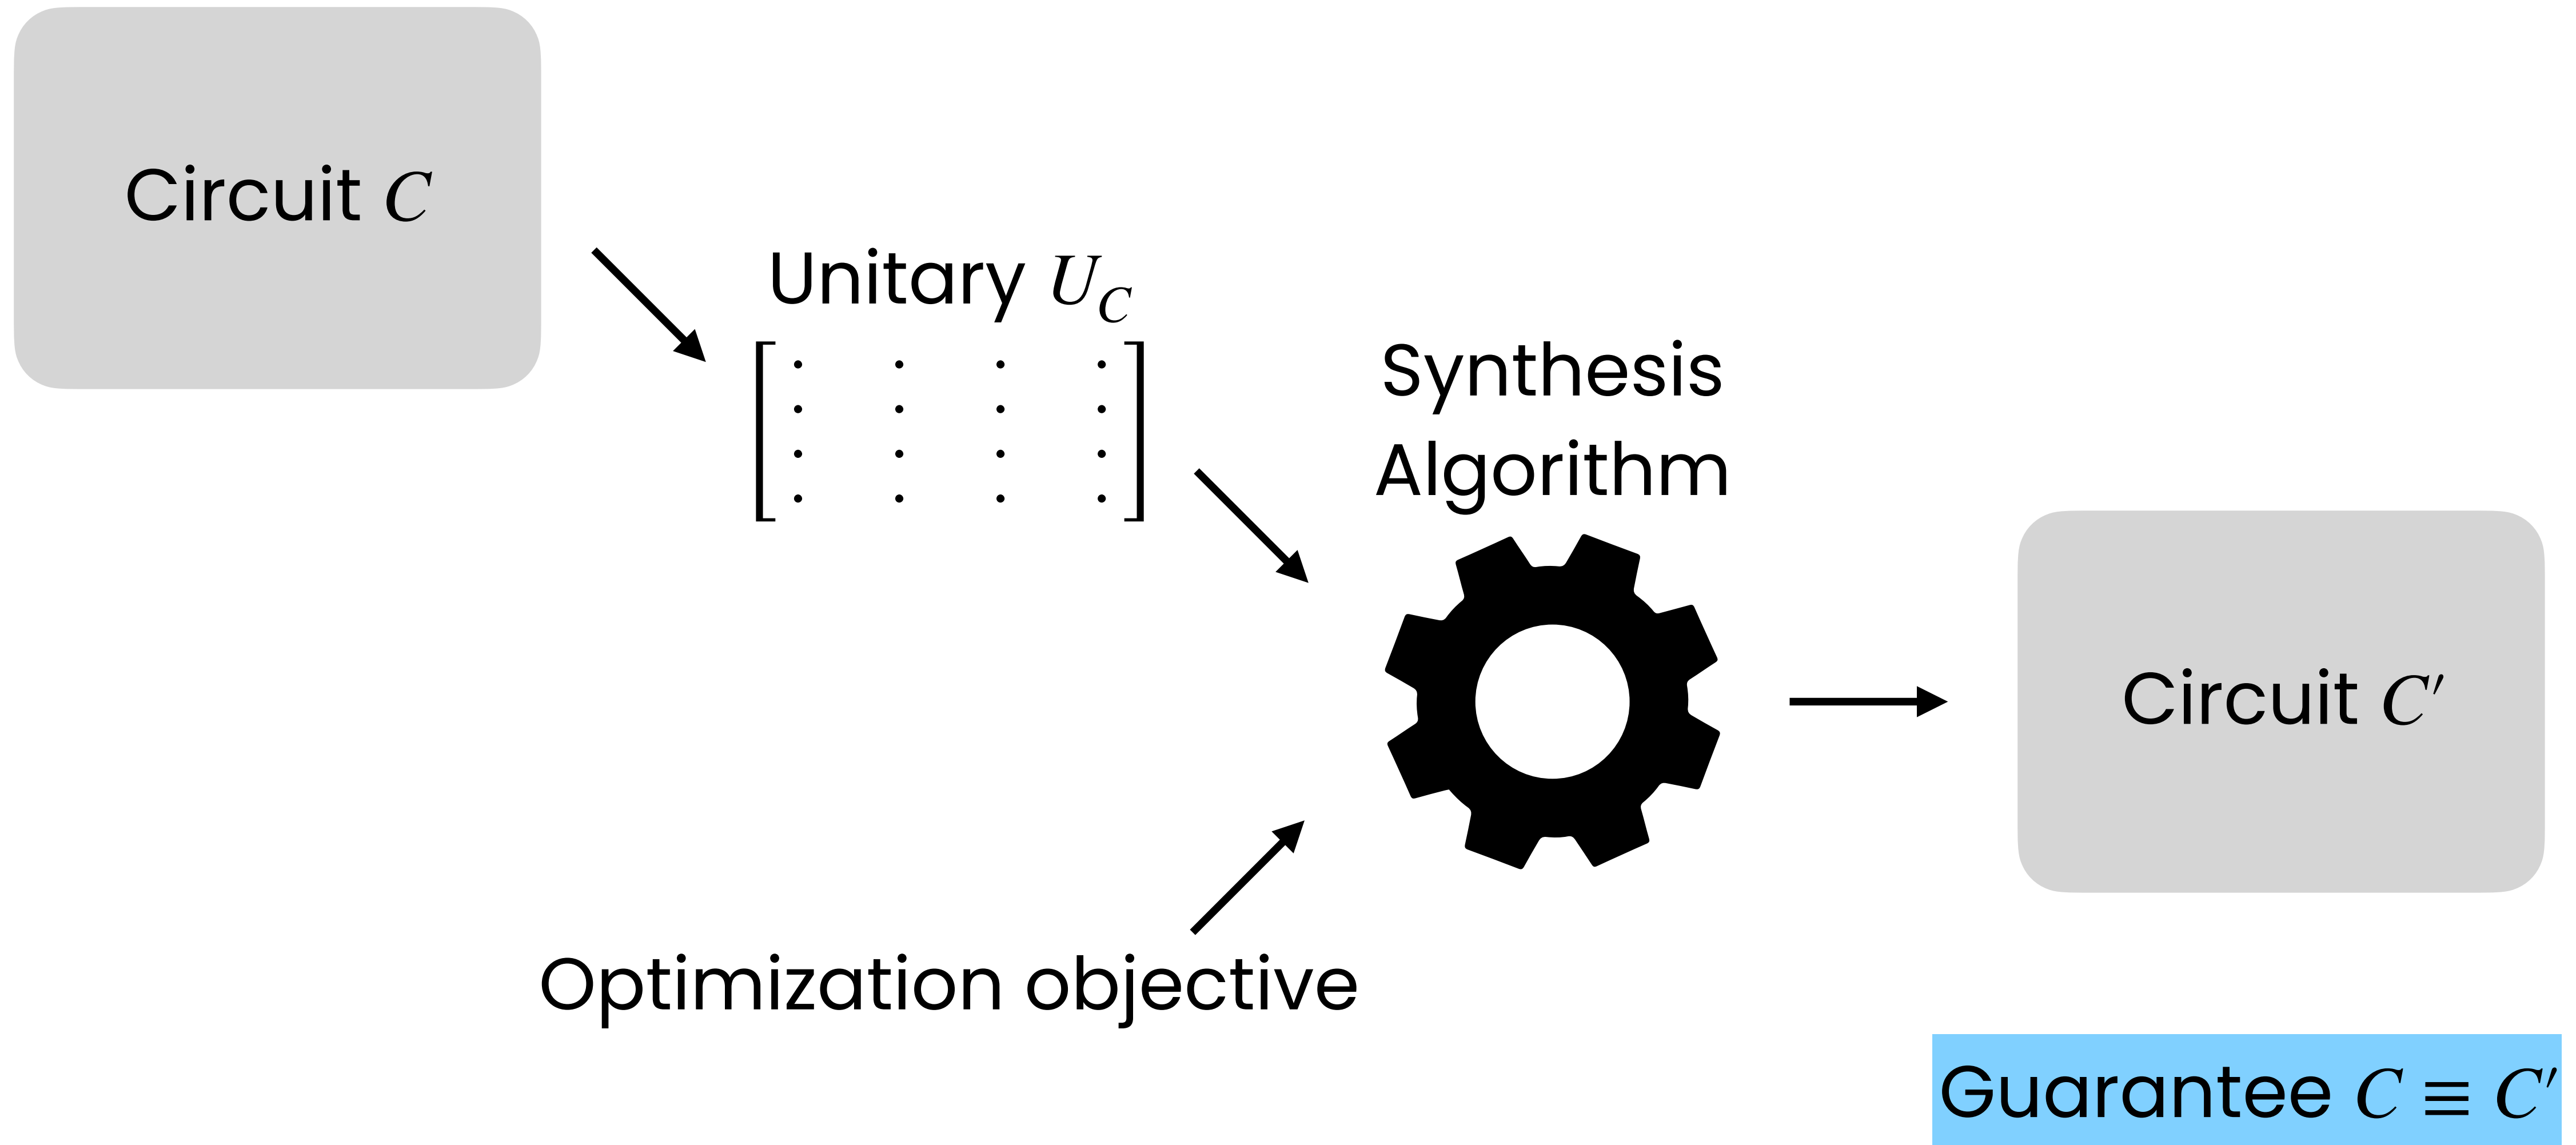 Circuit C
Unitary U_C
Synthesis
Algorithm
Circuit C′
Optimization objective
Guarantee C ≡ C′